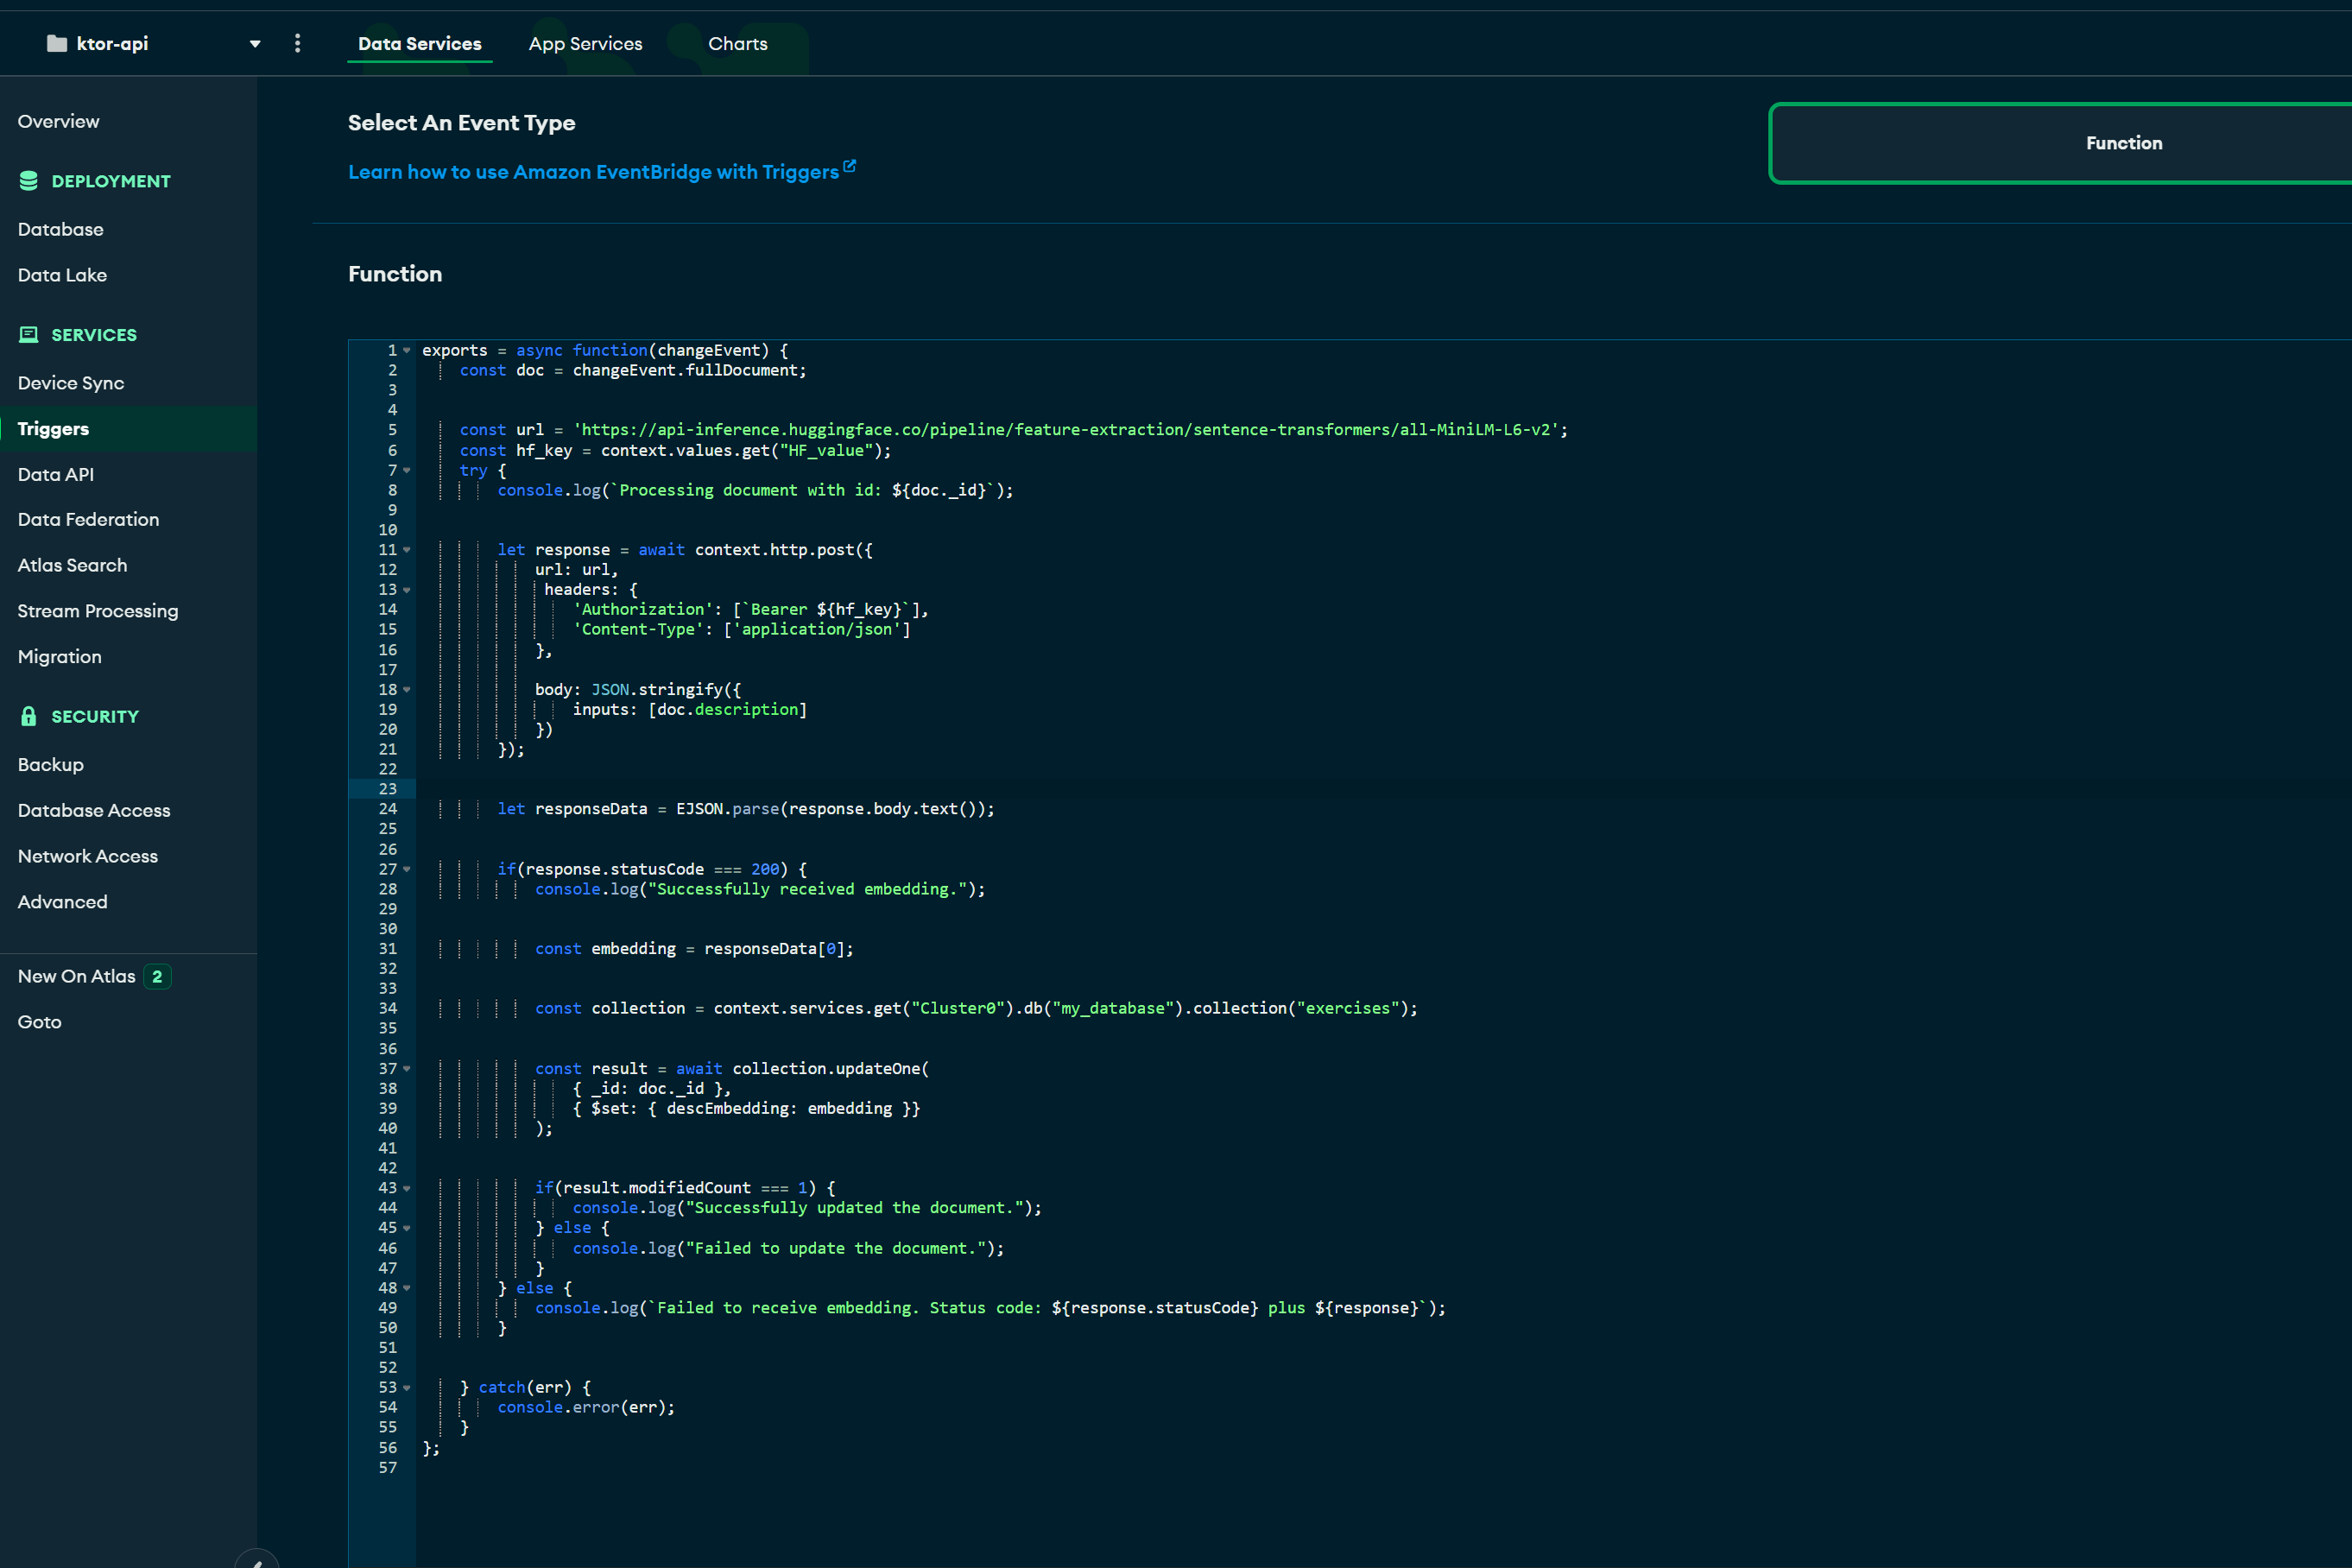 ktor-api
Data Services
App Services
Charts
Overview
DEPLOYMENT
Database
Data Lake
SERVICES
Device Sync
Triggers
Data API
Data Federation
Atlas Search
Stream Processing
Migration
SECURITY
Backup
Database Access
Network Access
Advanced
New On Atlas 2
Goto
Select An Event Type
Learn how to use Amazon EventBridge with Triggers
Function
Function
1 exports = async function(changeEvent) {
2 const doc = changeEvent.fullDocument;
3
4
5 const url = 'https://api-inference.huggingface.co/pipeline/feature-extraction/sentence-transformers/all-MiniLM-L6-v2';
6 const hf_key = context.values.get("HF_value");
7 try {
8 console.log(`Processing document with id: ${doc._id}`);
9
10
11 let response = await context.http.post({
12 url: url,
13 headers: {
14 'Authorization': [`Bearer ${hf_key}`],
15 'Content-Type': ['application/json']
16 },
17
18 body: JSON.stringify({
19 inputs: [doc.description]
20 })
21 });
22
23
24 let responseData = EJSON.parse(response.body.text());
25
26
27 if(response.statusCode === 200) {
28 console.log("Successfully received embedding.");
29
30
31 const embedding = responseData[0];
32
33
34 const collection = context.services.get("Cluster0").db("my_database").collection("exercises");
35
36
37 const result = await collection.updateOne(
38 { _id: doc._id },
39 { $set: { descEmbedding: embedding }}
40 );
41
42
43 if(result.modifiedCount === 1) {
44 console.log("Successfully updated the document.");
45 } else {
46 console.log("Failed to update the document.");
47 }
48 } else {
49 console.log(`Failed to receive embedding. Status code: ${response.statusCode} plus ${response}`);
50 }
51
52
53 } catch(err) {
54 console.error(err);
55 }
56 };
57